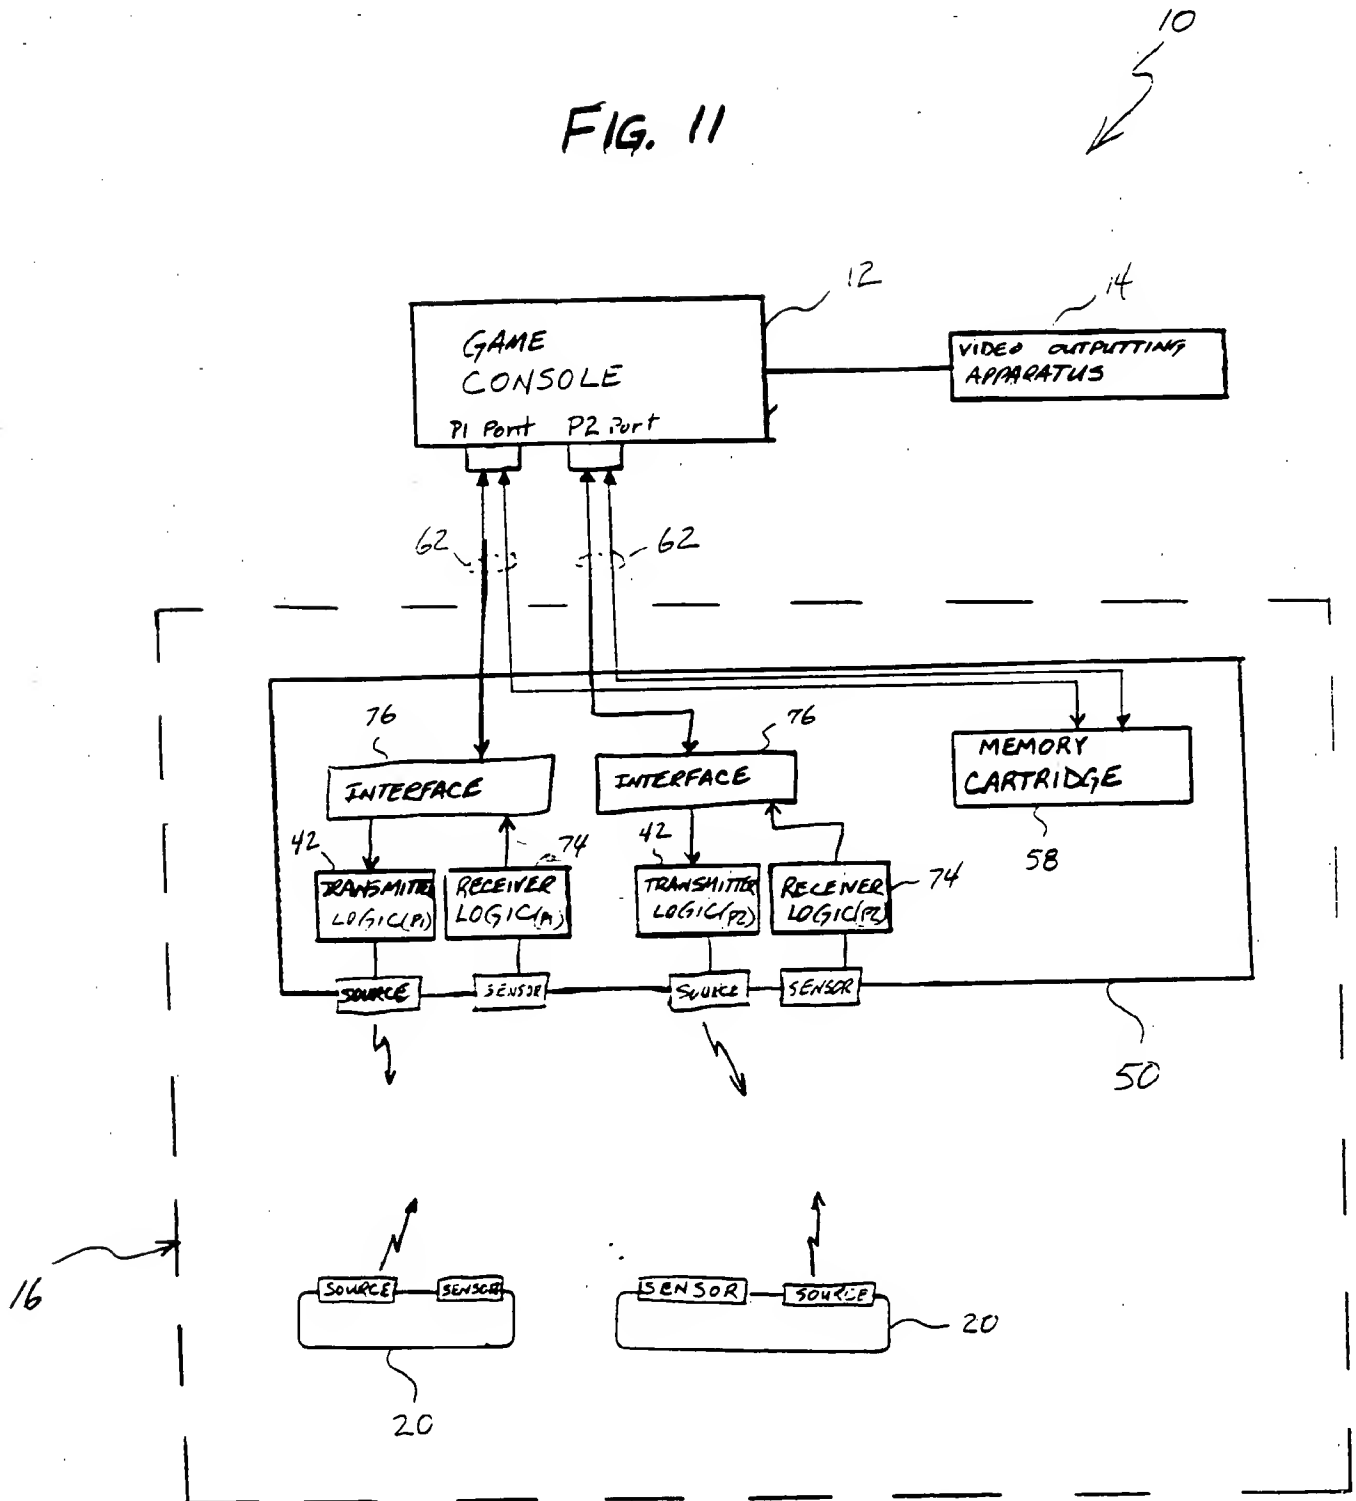 10
FIG. 11
12
14
GAME
CONSOLE
P1 Port P2 Port
VIDEO OUTPUTTING
APPARATUS
62
62
76
76
INTERFACE
INTERFACE
MEMORY
CARTRIDGE
58
42
74
42
74
TRANSMITTER
LOGIC(P1)
RECEIVER
LOGIC(P1)
TRANSMITTER
LOGIC(P2)
RECEIVER
LOGIC(P2)
SOURCE
SENSOR
SOURCE
SENSOR
50
16
SOURCE
SENSOR
SENSOR
SOURCE
20
20